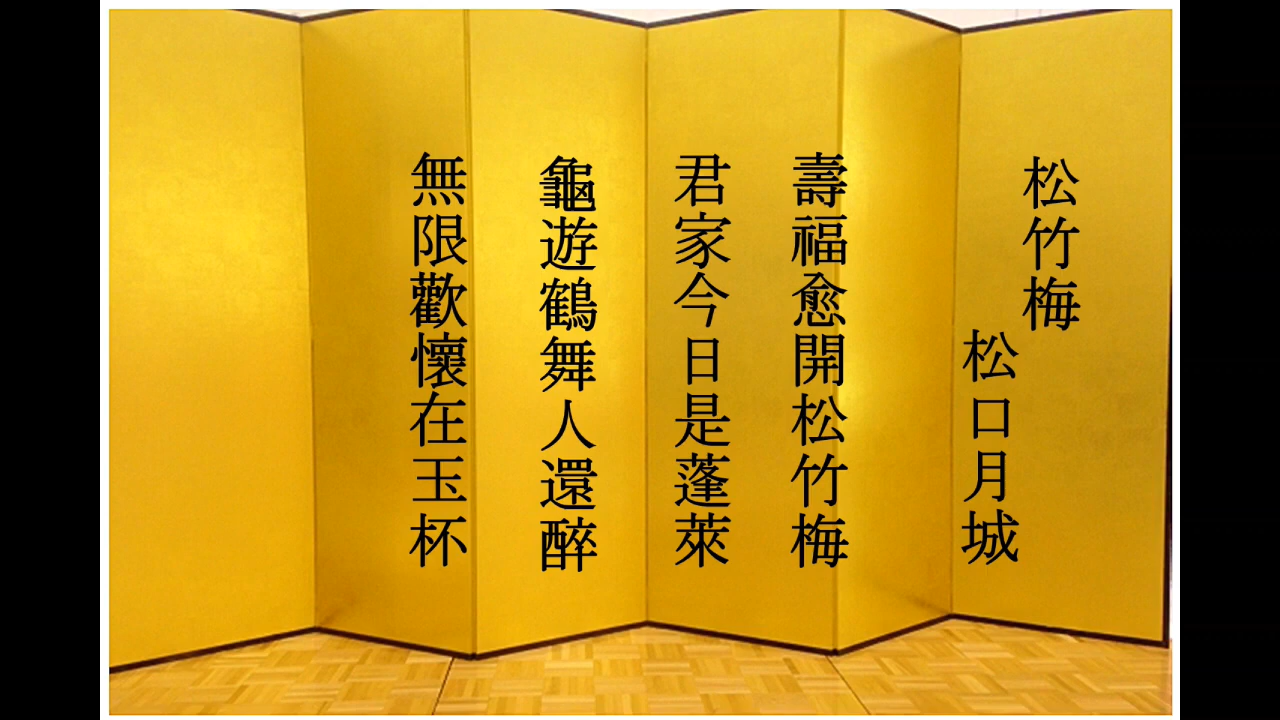 松竹梅
松口月城
壽福愈開松竹梅
君家今日是蓬萊
龜遊鶴舞人還醉
無限歡懷在玉杯